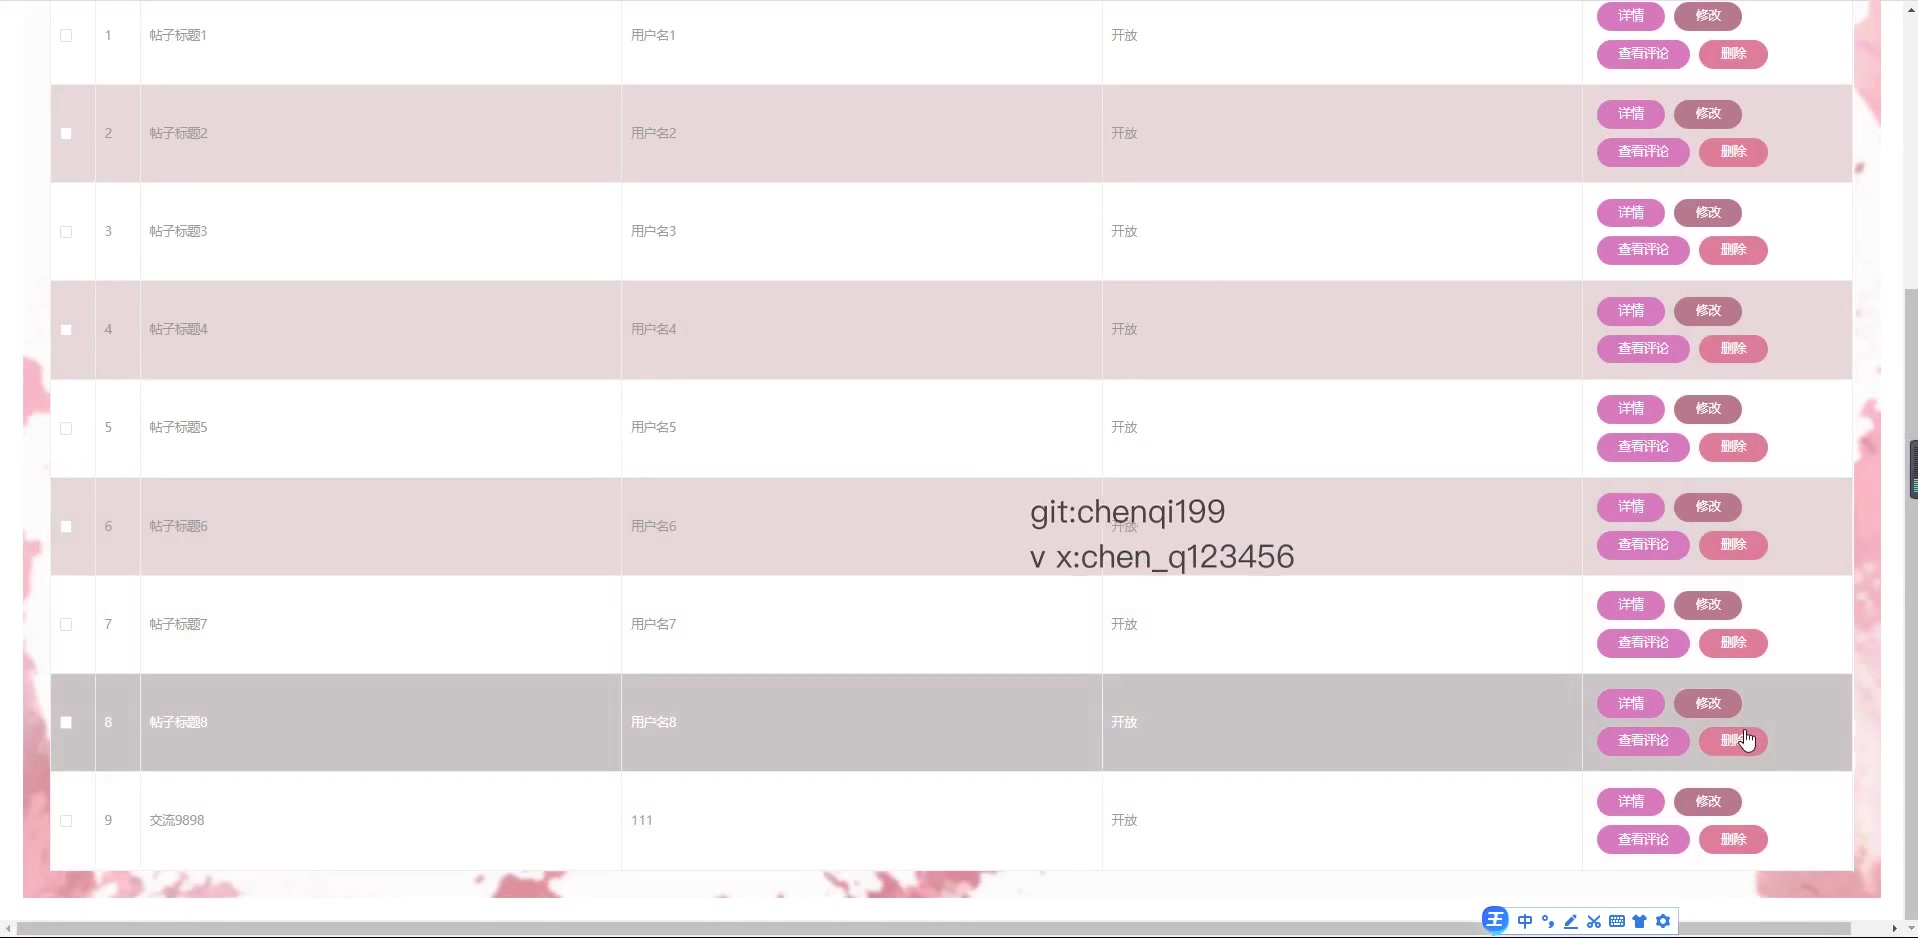 1 帖子标题1 用户名1 开放 详情 修改
查看评论 删除
2 帖子标题2 用户名2 开放 详情 修改
查看评论 删除
3 帖子标题3 用户名3 开放 详情 修改
查看评论 删除
4 帖子标题4 用户名4 开放 详情 修改
查看评论 删除
5 帖子标题5 用户名5 开放 详情 修改
查看评论 删除
6 帖子标题6 用户名6 开放 详情 修改
查看评论 删除
git:chenqi199
v x:chen_q123456
7 帖子标题7 用户名7 开放 详情 修改
查看评论 删除
8 帖子标题8 用户名8 开放 详情 修改
查看评论 删除
9 交流9898 111 开放 详情 修改
查看评论 删除
王 中